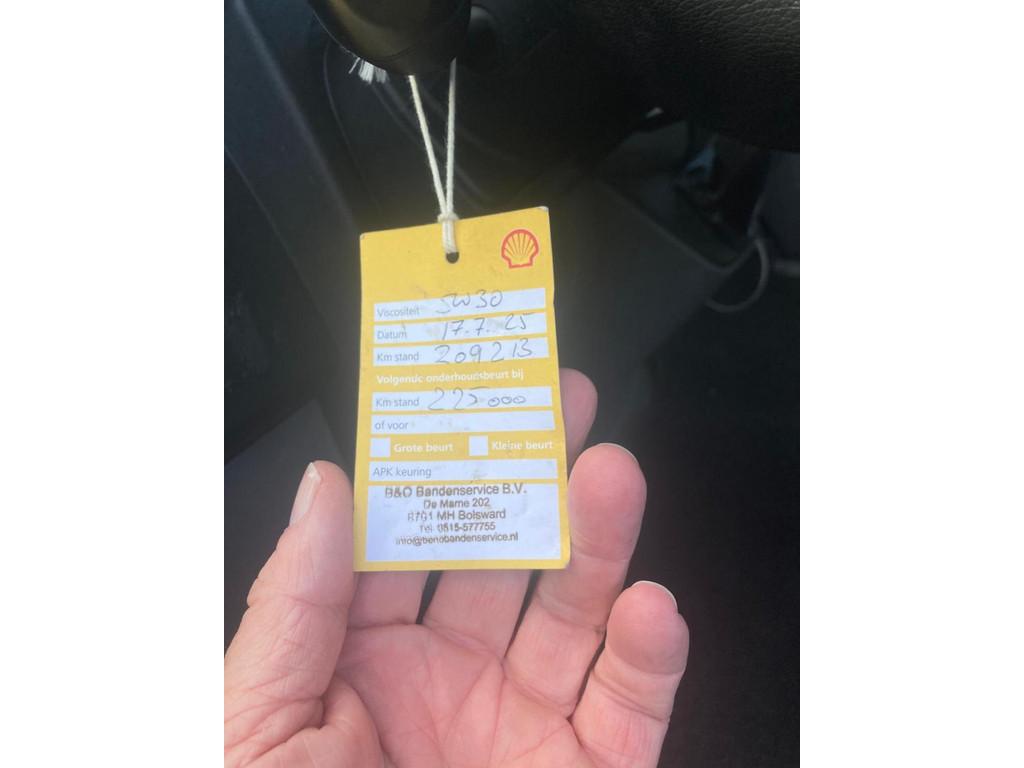 Viscositeit 5W30
Datum 17.7.25
Km stand 209213
Volgende onderhoudsbeurt bij
Km stand 225000
of voor
Grote beurt Kleine beurt
APK keuring
B&O Bandenservice B.V.
De Marne 202
8701 MH Bolsward
Tel. 0515-577755
info@benobandenservice.nl